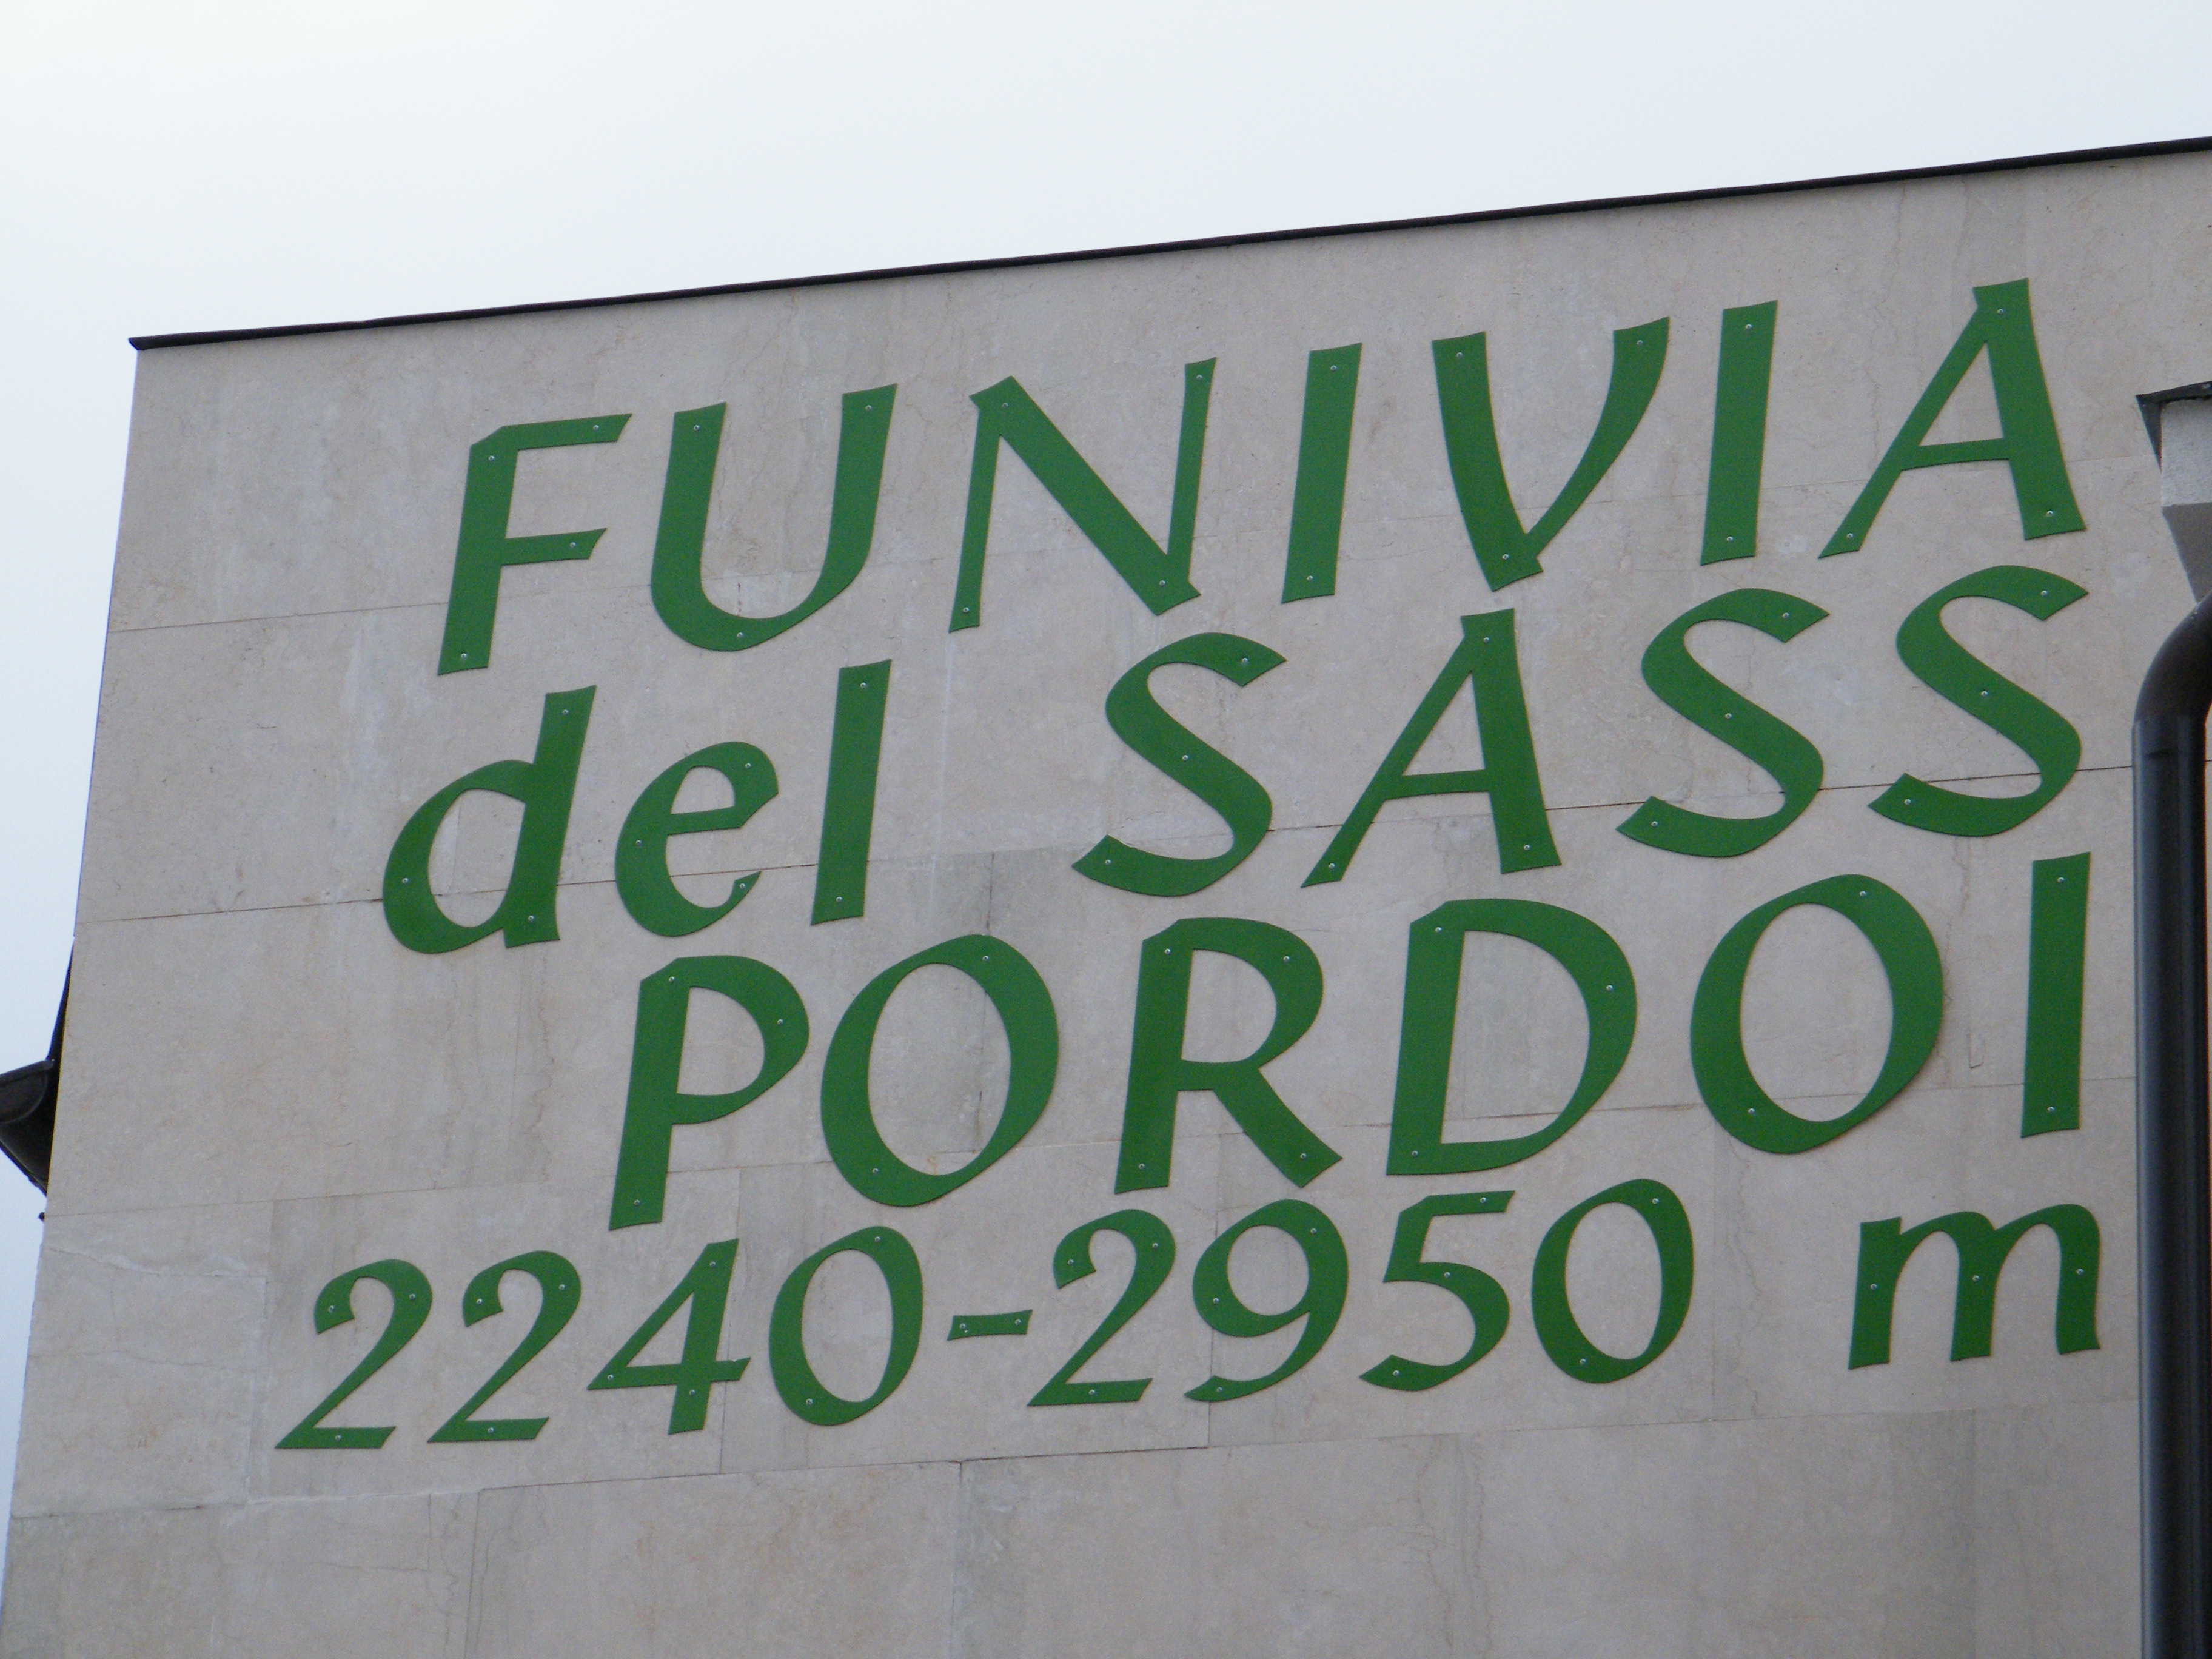 FUNIVIA
del SASS
PORDOI
2240-2950 m